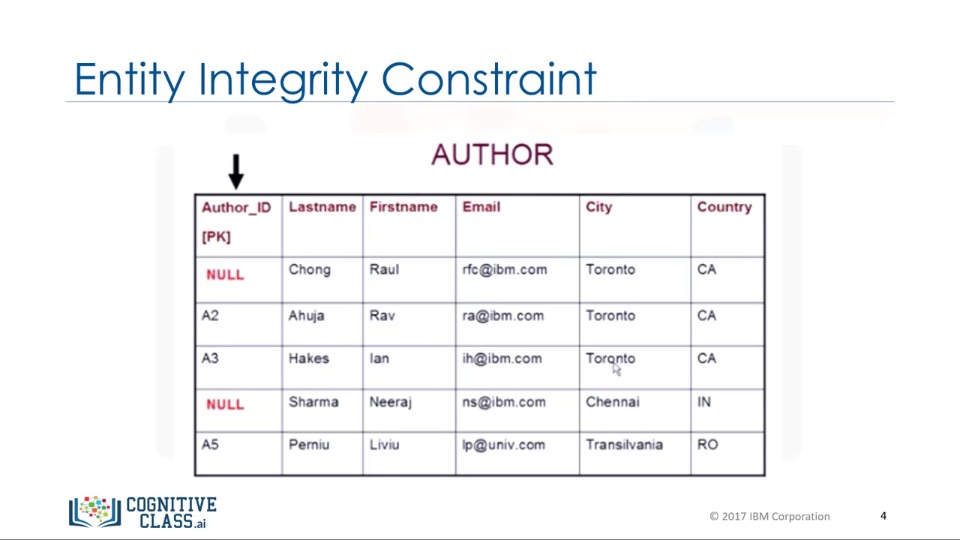 Entity Integrity Constraint
AUTHOR
Author_ID [PK] Lastname Firstname Email City Country
NULL Chong Raul rfc@ibm.com Toronto CA
A2 Ahuja Rav ra@ibm.com Toronto CA
A3 Hakes Ian ih@ibm.com Toronto CA
NULL Sharma Neeraj ns@ibm.com Chennai IN
A5 Perniu Liviu lp@univ.com Transilvania RO
COGNITIVE
CLASS.ai
© 2017 IBM Corporation 4